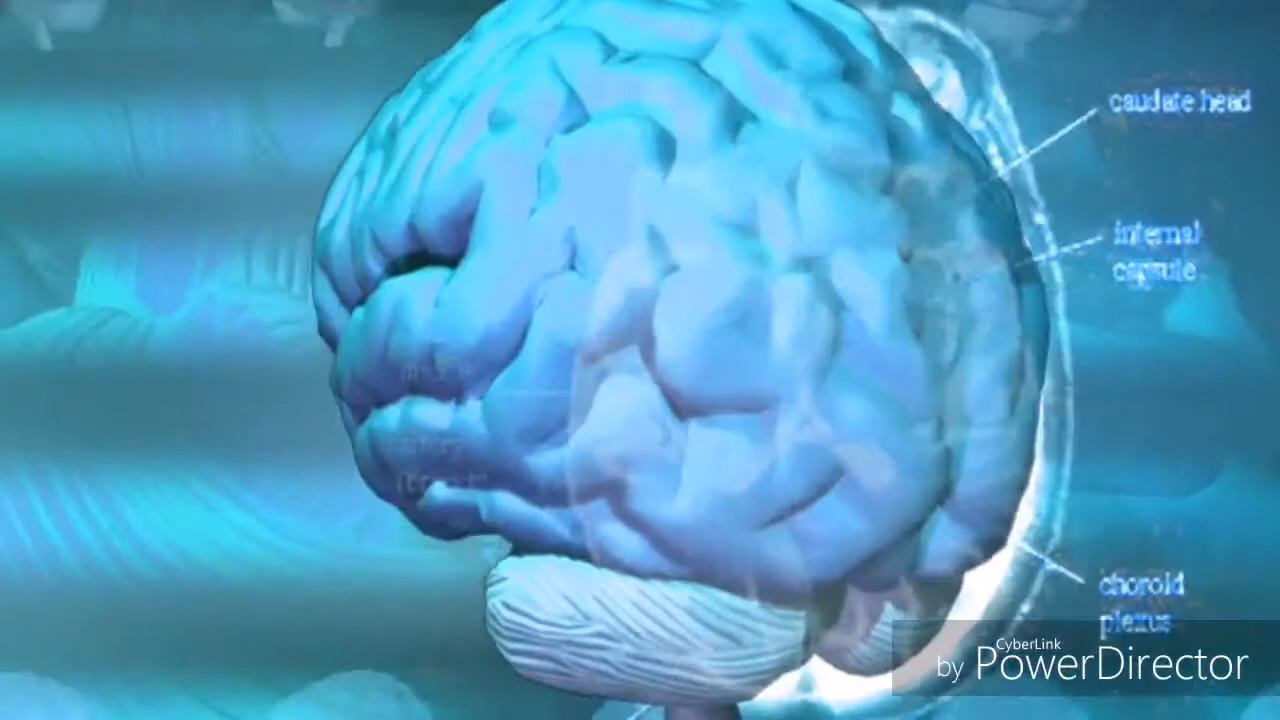 caudate head
internal
capsule
choroid
plexus
CyberLink
by PowerDirector